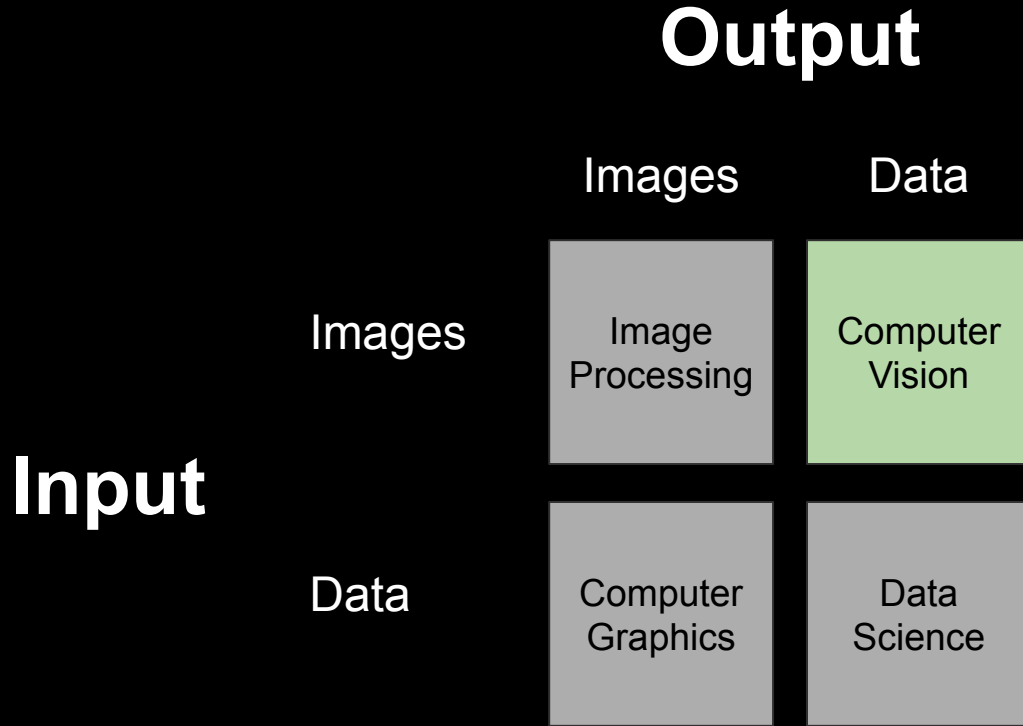 Output
Images Data
Images
Image
Processing
Computer
Vision
Input
Data
Computer
Graphics
Data
Science